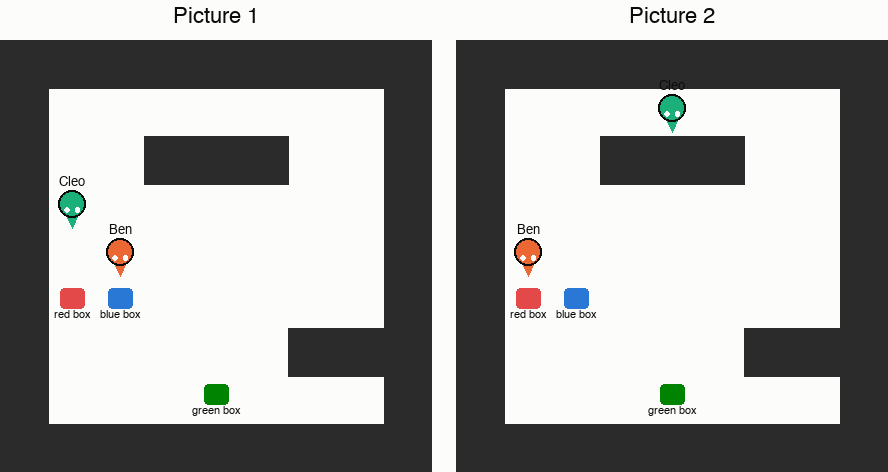 Picture 1
Picture 2
Cleo
Ben
red box
blue box
green box
Cleo
Ben
red box
blue box
green box